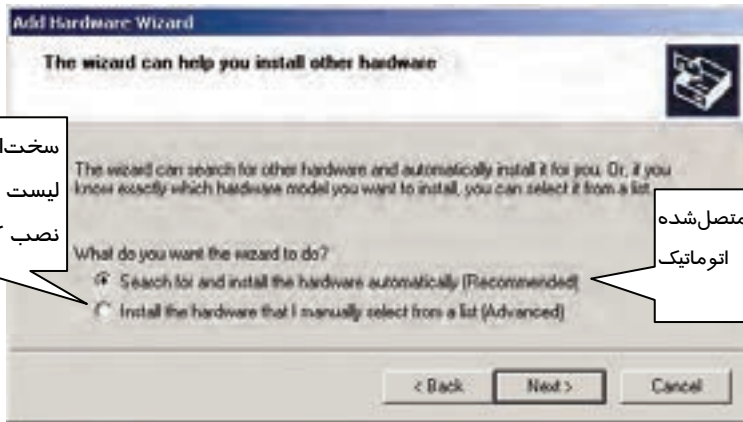 Add Hardware Wizard
The wizard can help you install other hardware
The wizard can search for other hardware and automatically install it for you. Or, if you
know exactly which hardware model you want to install, you can select it from a list.
What do you want the wizard to do?
Search for and install the hardware automatically (Recommended)
Install the hardware that I manually select from a list (Advanced)
لیست
نصب
متصل‌شده
اتوماتیک
< Back
Next >
Cancel